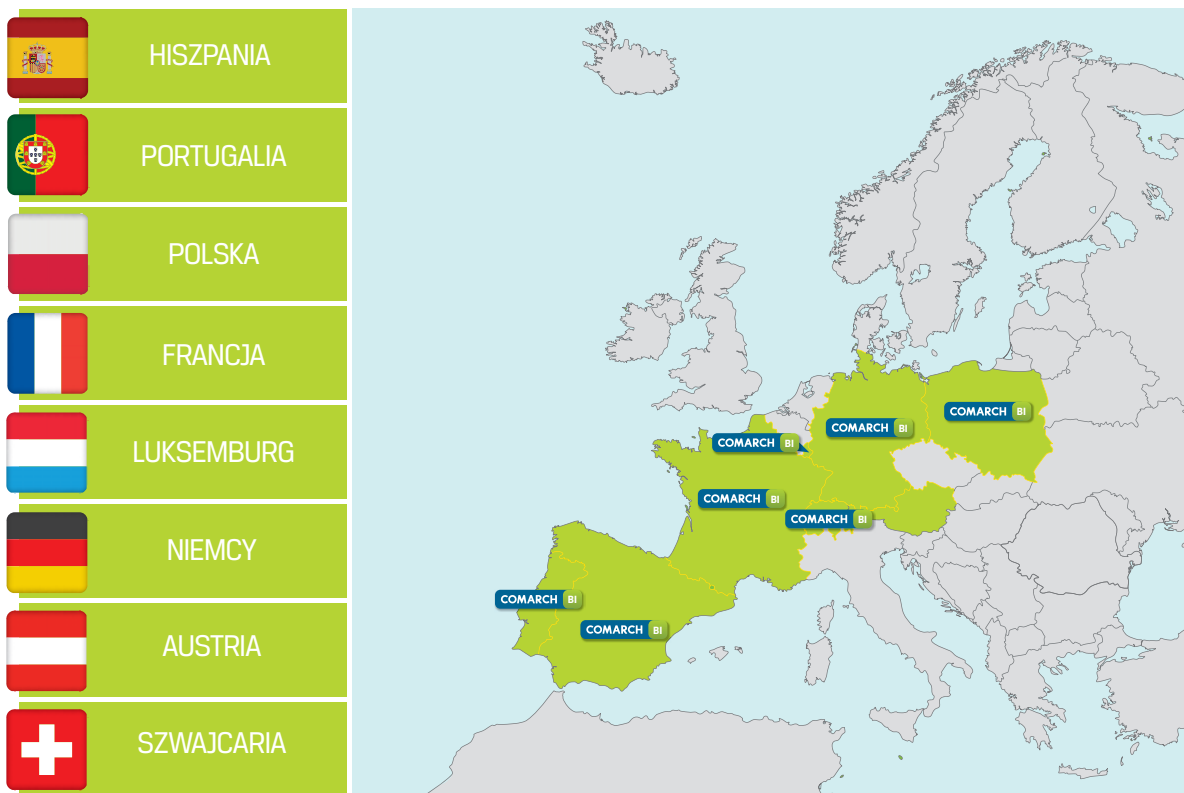 HISZPANIA
PORTUGALIA
POLSKA
FRANCJA
LUKSEMBURG
NIEMCY
AUSTRIA
SZWAJCARIA
COMARCH BI
COMARCH BI
COMARCH BI
COMARCH BI
COMARCH BI
COMARCH BI
COMARCH BI